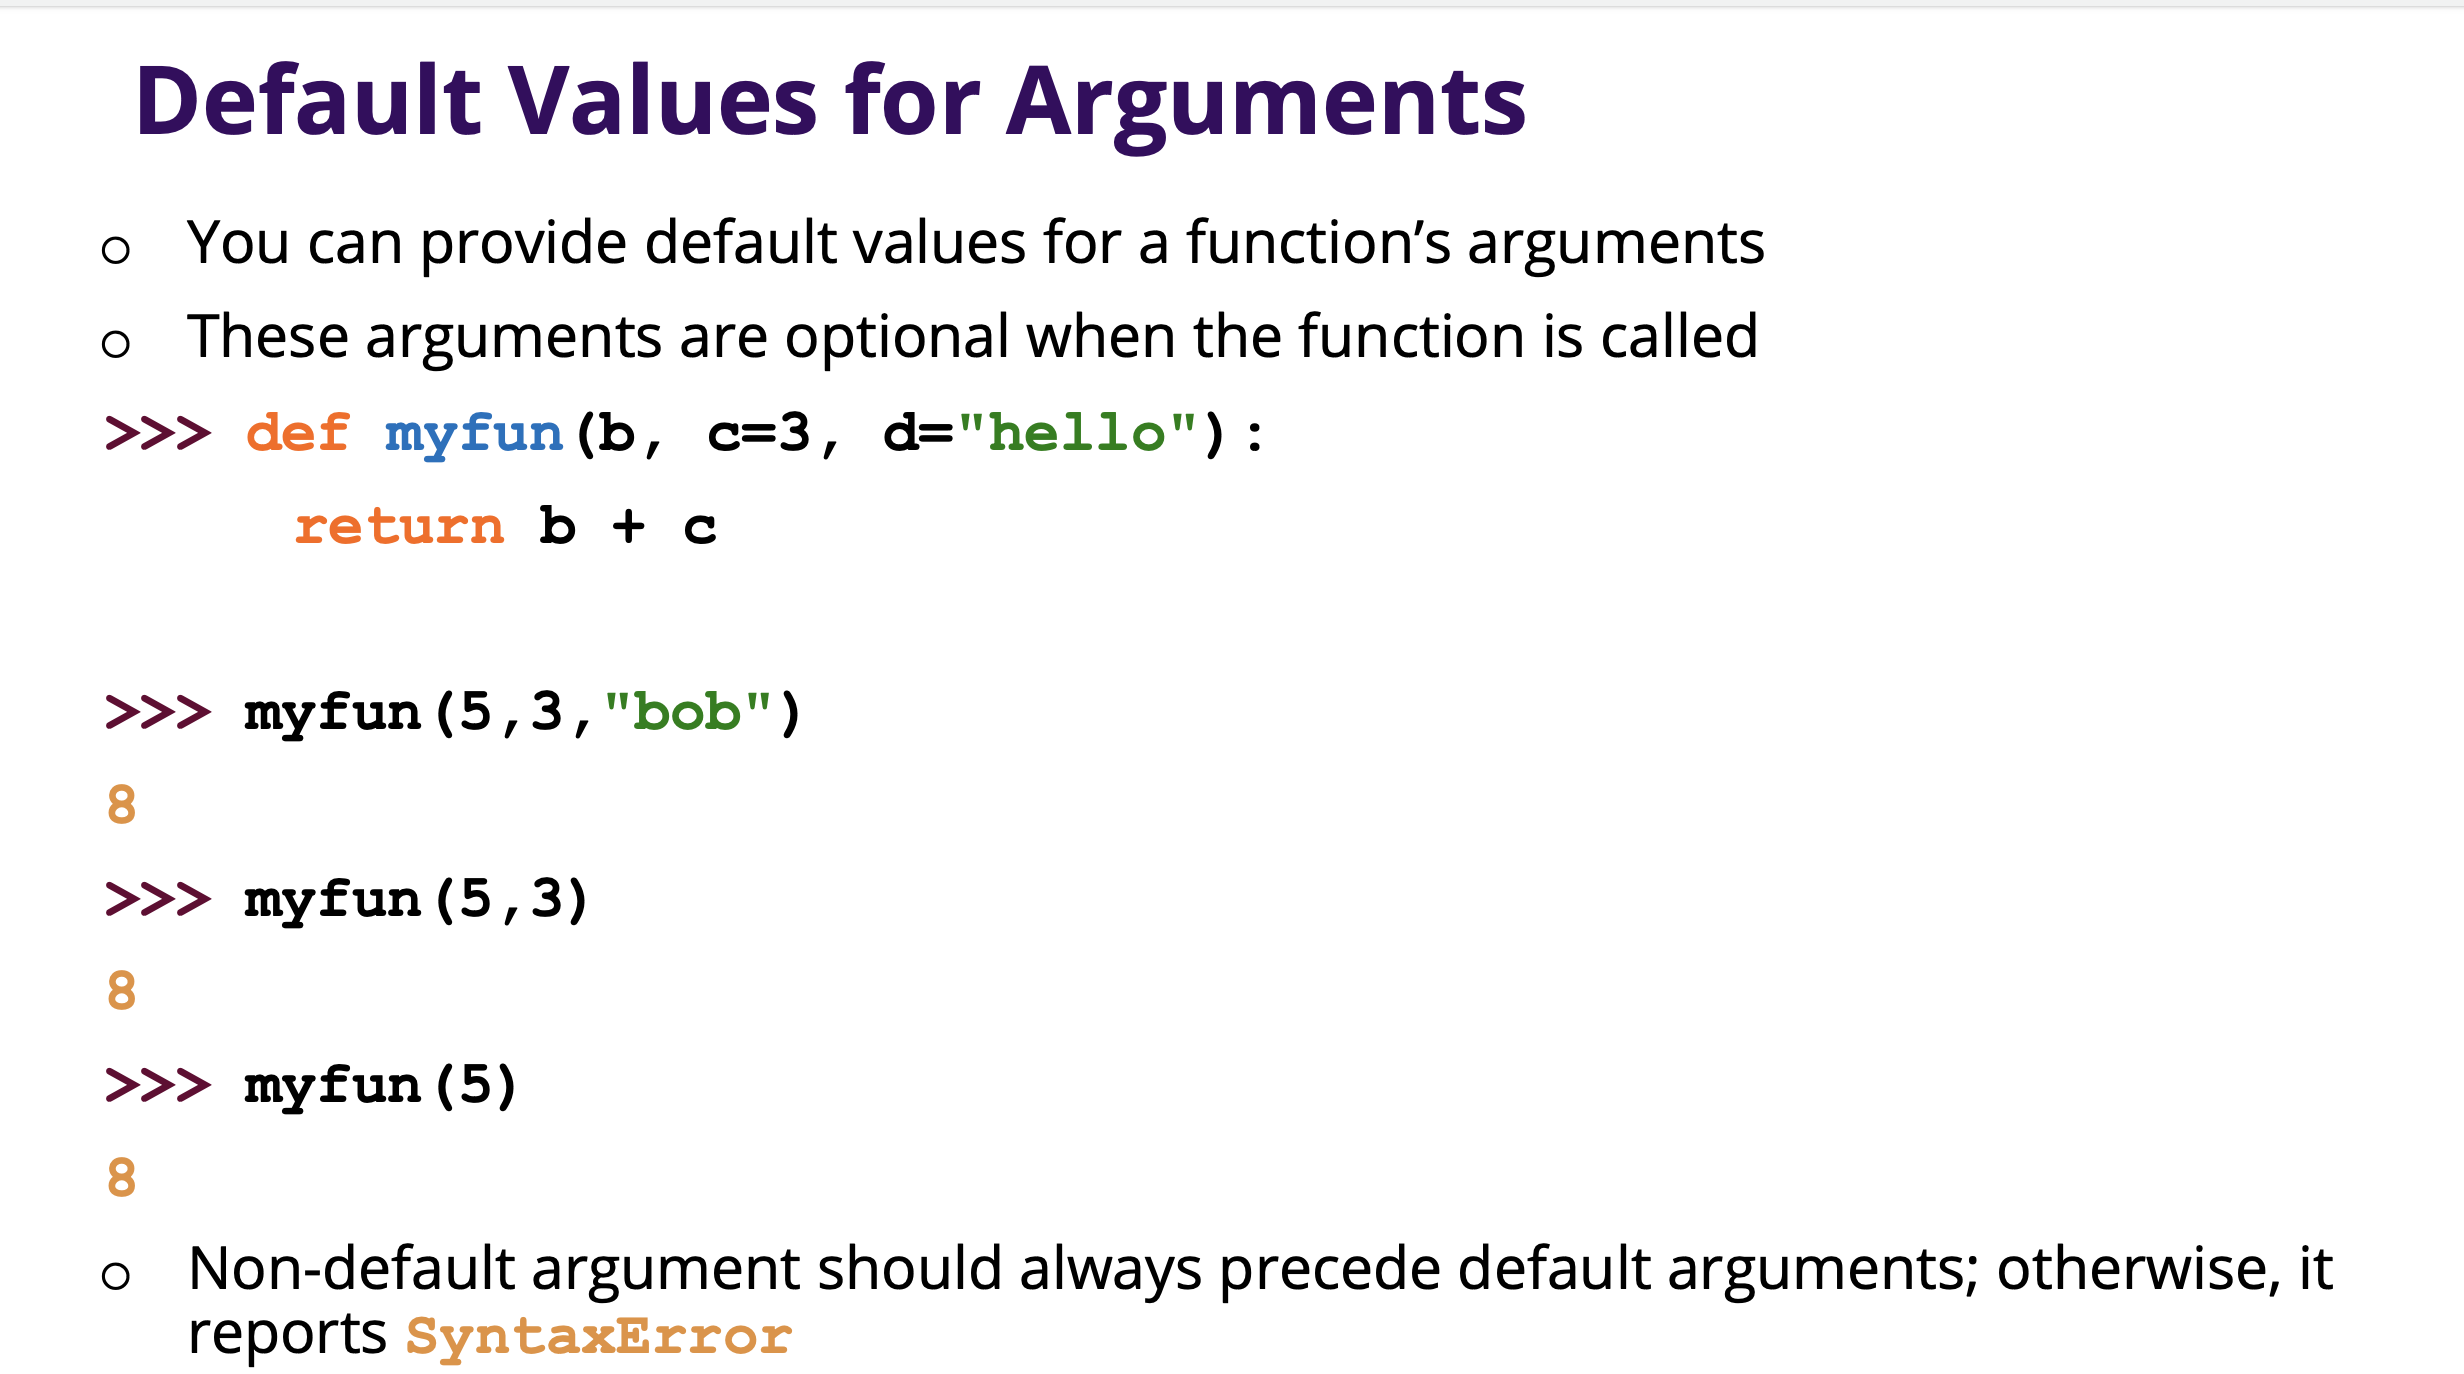 Default Values for Arguments
○ You can provide default values for a function’s arguments
○ These arguments are optional when the function is called
>>> def myfun(b, c=3, d="hello"):
return b + c
>>> myfun(5,3,"bob")
8
>>> myfun(5,3)
8
>>> myfun(5)
8
○ Non-default argument should always precede default arguments; otherwise, it
reports SyntaxError